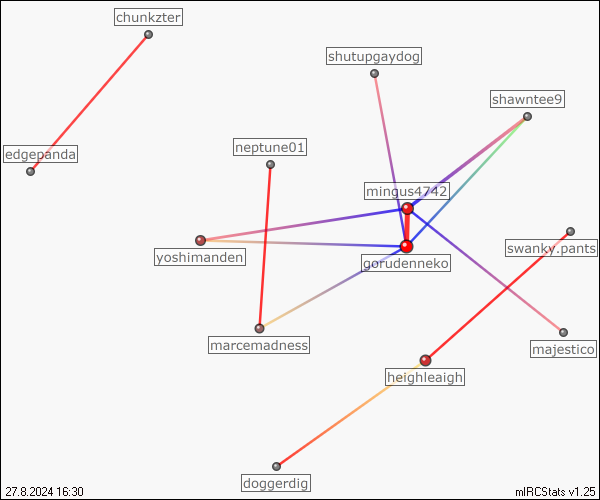 chunkzter
shutupgaydog
shawntee9
edgepanda
neptune01
mingus4742
yoshimanden
gorudenneko
swanky.pants
marcemadness
majestico
heighleaigh
doggerdig
27.8.2024 16:30
mIRCStats v1.25